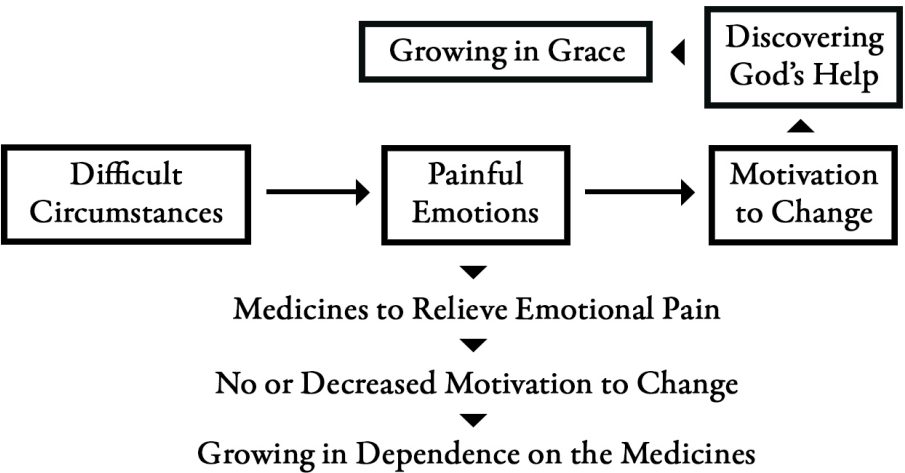 Growing in Grace
Discovering
God's Help
Difficult
Circumstances
Painful
Emotions
Motivation
to Change
Medicines to Relieve Emotional Pain
No or Decreased Motivation to Change
Growing in Dependence on the Medicines